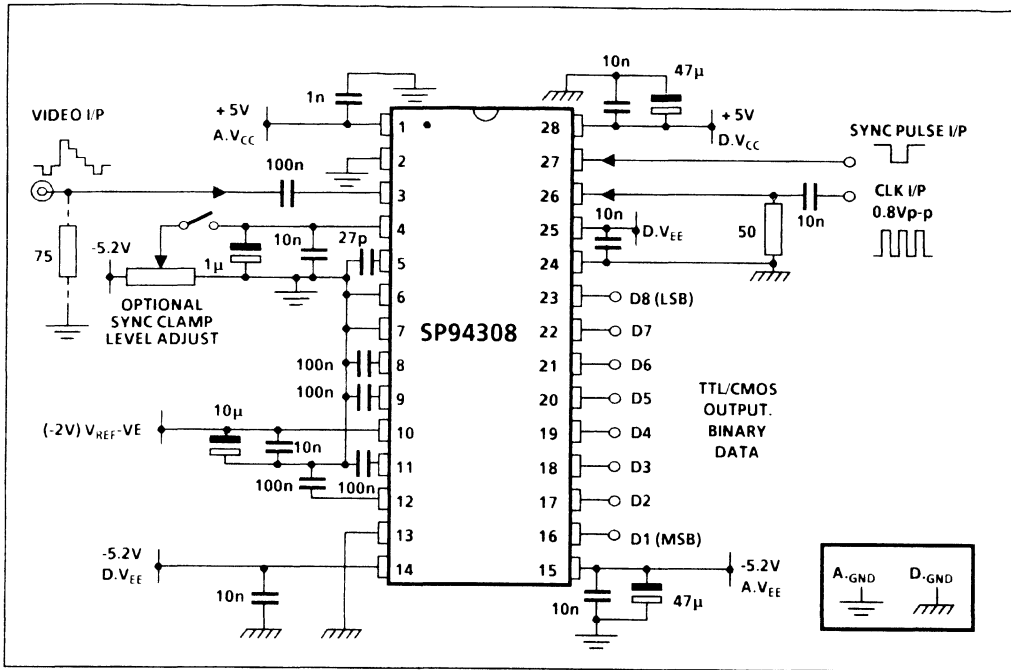 VIDEO I/P
+5V
A.VCC
1n
100n
75
-5.2V
OPTIONAL
SYNC CLAMP
LEVEL ADJUST
1µ
10n
27p
100n
100n
(-2V) VREF-VE
10µ
10n
100n
100n
-5.2V
D.VEE
10n
SP94308
1
2
3
4
5
6
7
8
9
10
11
12
13
14
28
27
26
25
24
23
22
21
20
19
18
17
16
15
10n
47µ
+5V
D.VCC
SYNC PULSE I/P
CLK I/P
0.8Vp-p
10n
10n
D.VEE
50
D8 (LSB)
D7
D6
D5
D4
D3
D2
D1 (MSB)
TTL/CMOS
OUTPUT.
BINARY
DATA
-5.2V
A.VEE
10n
47µ
A.GND
D.GND